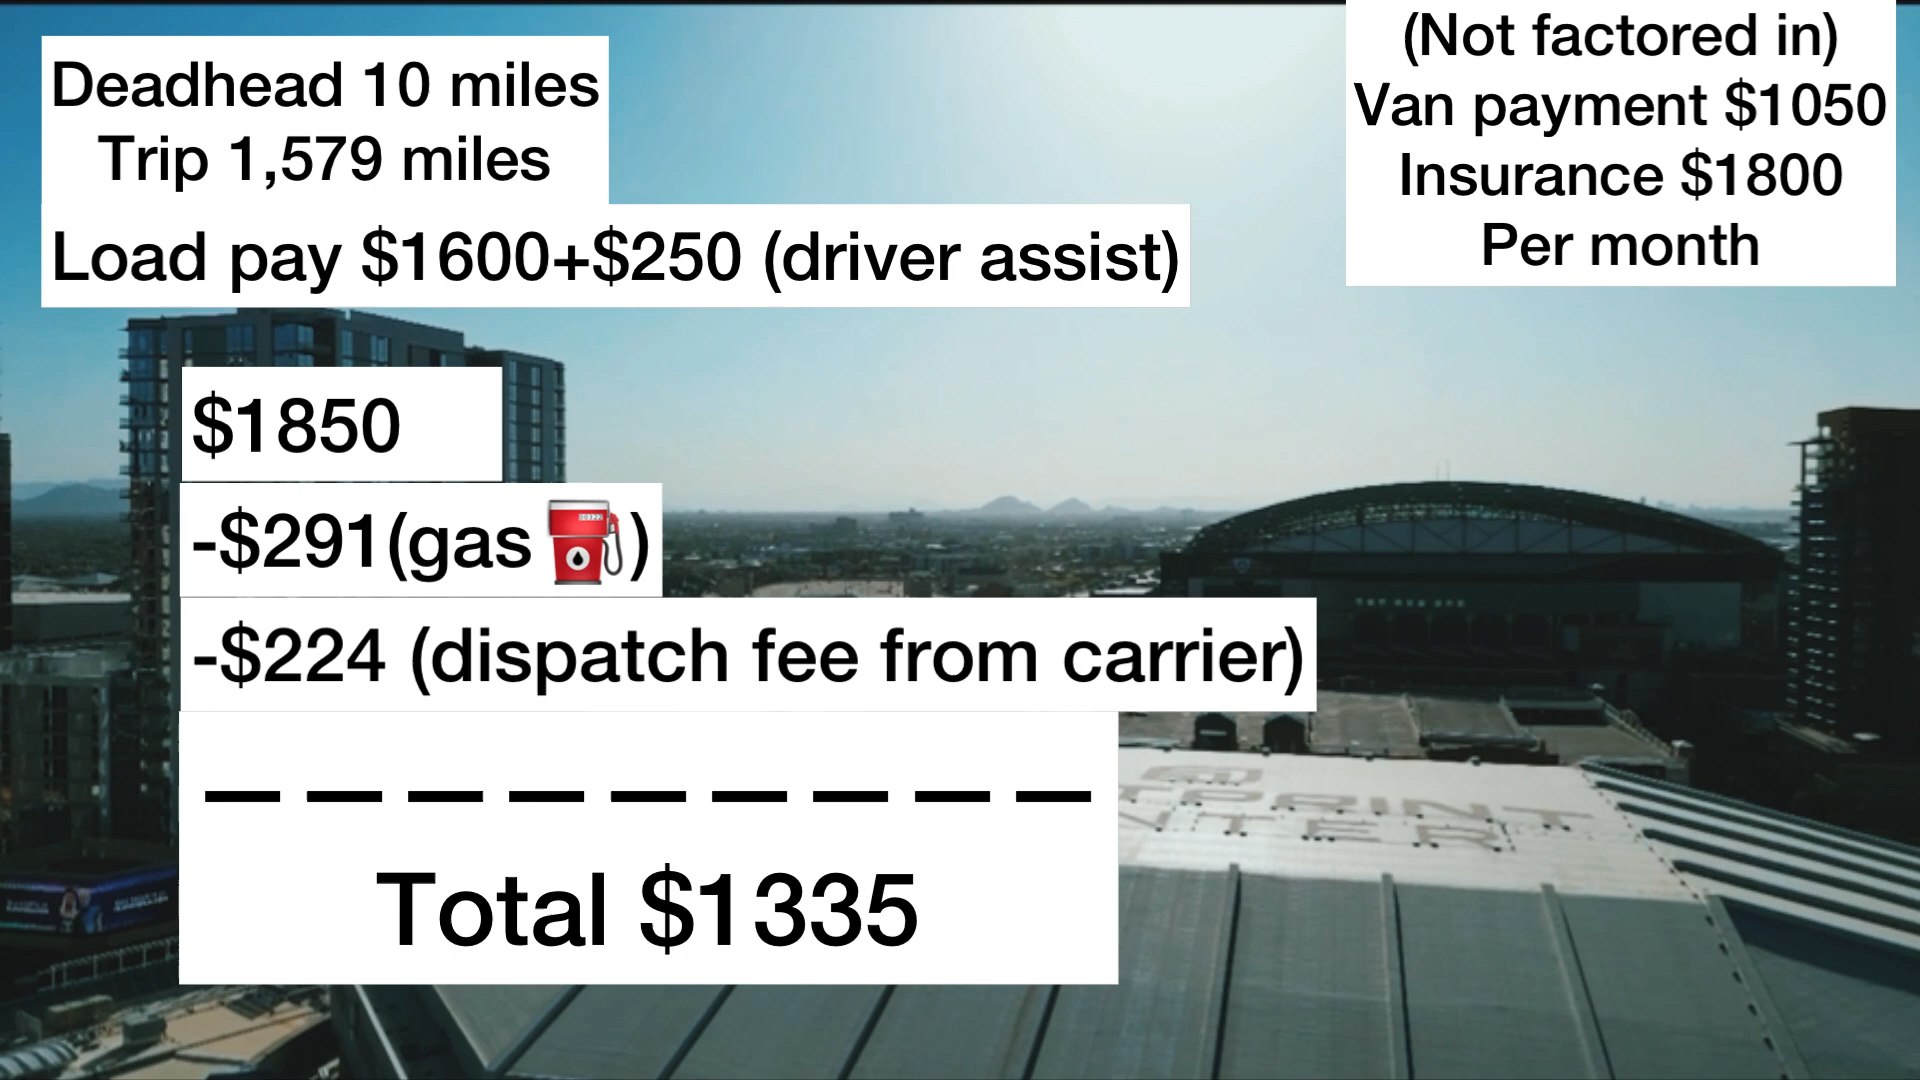 Deadhead 10 miles
Trip 1,579 miles
Load pay $1600+$250 (driver assist)
(Not factored in)
Van payment $1050
Insurance $1800
Per month
$1850
-$291(gas⛽)
-$224 (dispatch fee from carrier)
— — — — — — — — —
Total $1335